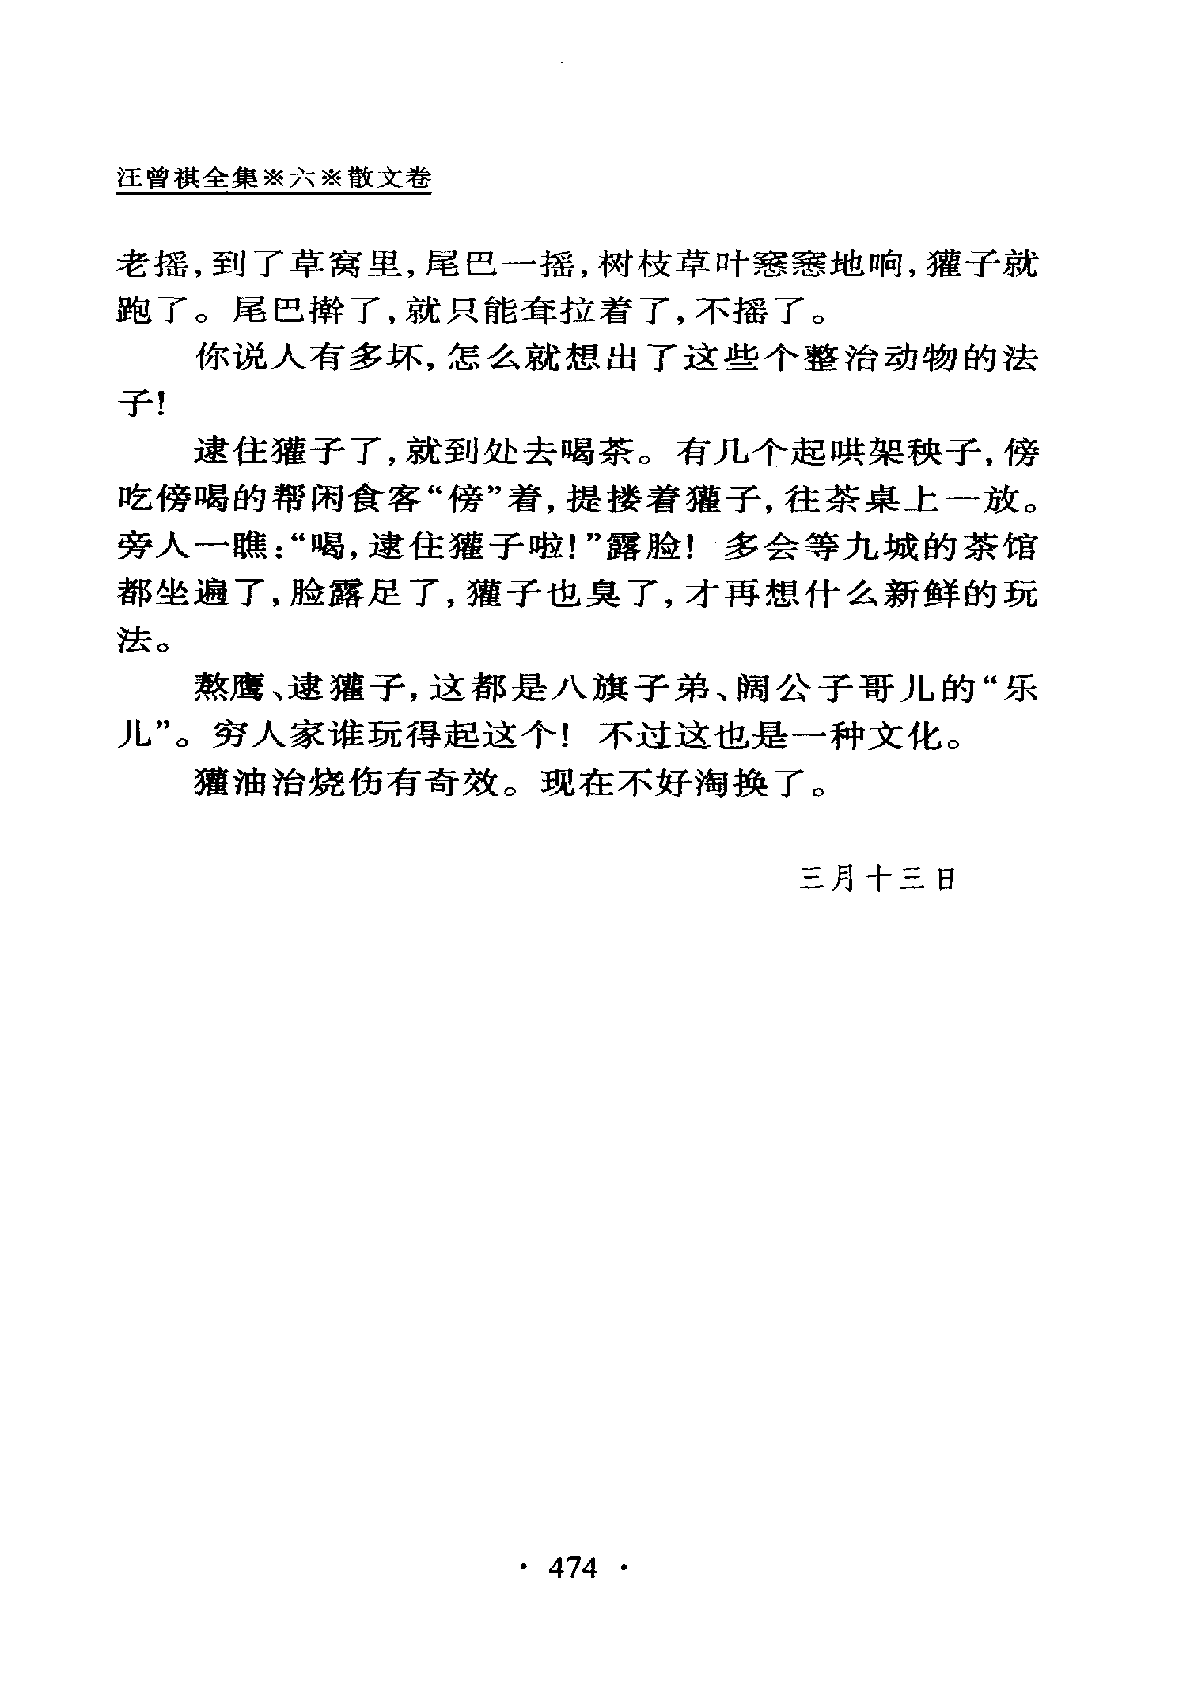 汪曾祺全集※六※散文卷
老摇,到了草窝里,尾巴一摇,树枝草叶窸窸地响,獾子就
跑了。尾巴擀了,就只能耷拉着了,不摇了。
你说人有多坏,怎么就想出了这些个整治动物的法
子!
逮住獾子了,就到处去喝茶。有几个起哄架秧子,傍
吃傍喝的帮闲食客“傍”着,提搂着獾子,往茶桌上一放。
旁人一瞧:“喝,逮住獾子啦!”露脸! 多会等九城的茶馆
都坐遍了,脸露足了,獾子也臭了,才再想什么新鲜的玩
法。
熬鹰、逮獾子,这都是八旗子弟、阔公子哥儿的“乐
儿”。穷人家谁玩得起这个! 不过这也是一种文化。
獾油治烧伤有奇效。现在不好淘换了。
三月十三日
· 474 ·